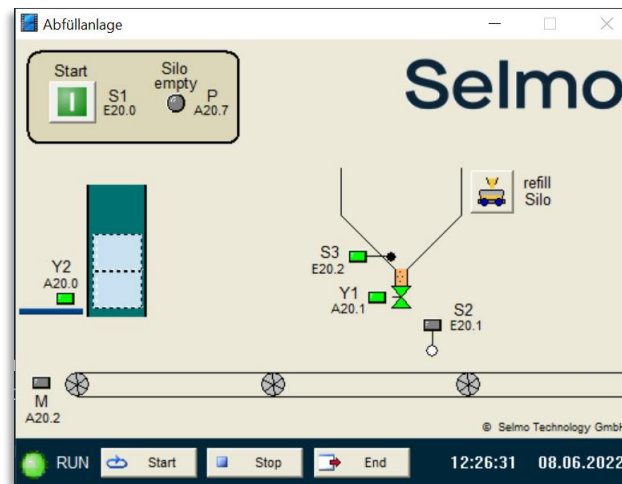 Abfüllanlage
Start
Silo
empty
S1
E20.0
P
A20.7
Selmo
refill
Silo
S3
E20.2
Y2
A20.0
Y1
A20.1
S2
E20.1
M
A20.2
© Selmo Technology GmbH
RUN
Start
Stop
End
12:26:31
08.06.2022